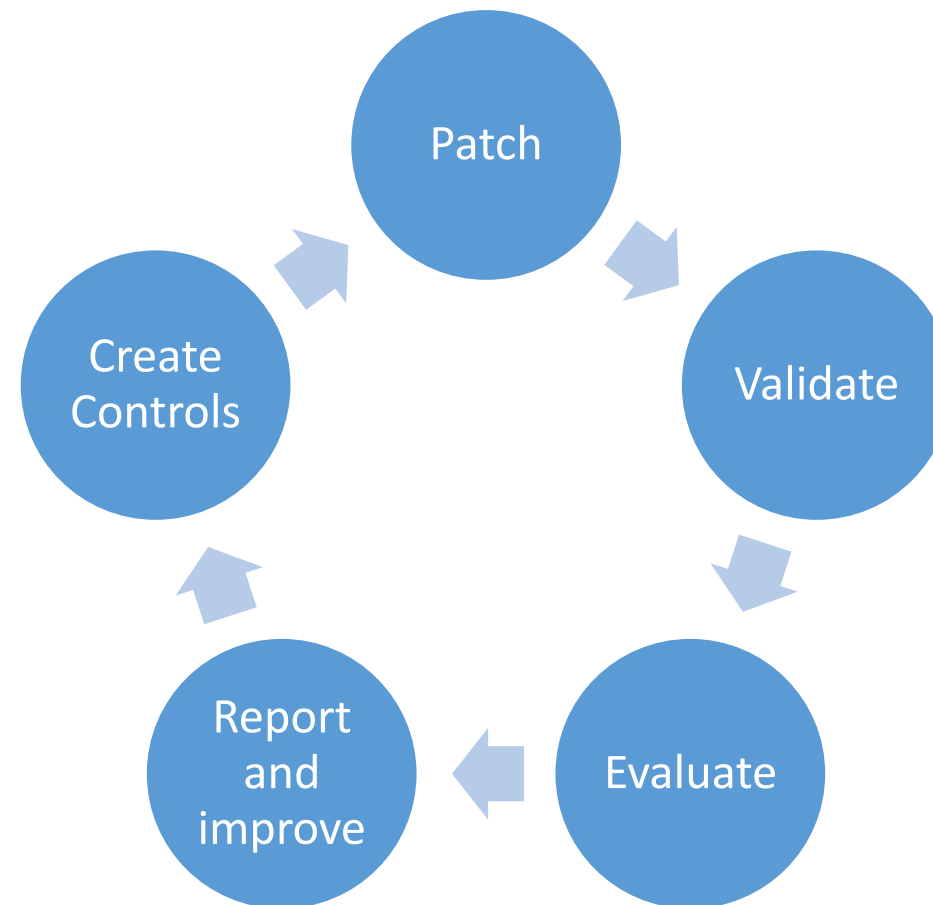 Patch
Validate
Evaluate
Report
and
improve
Create
Controls